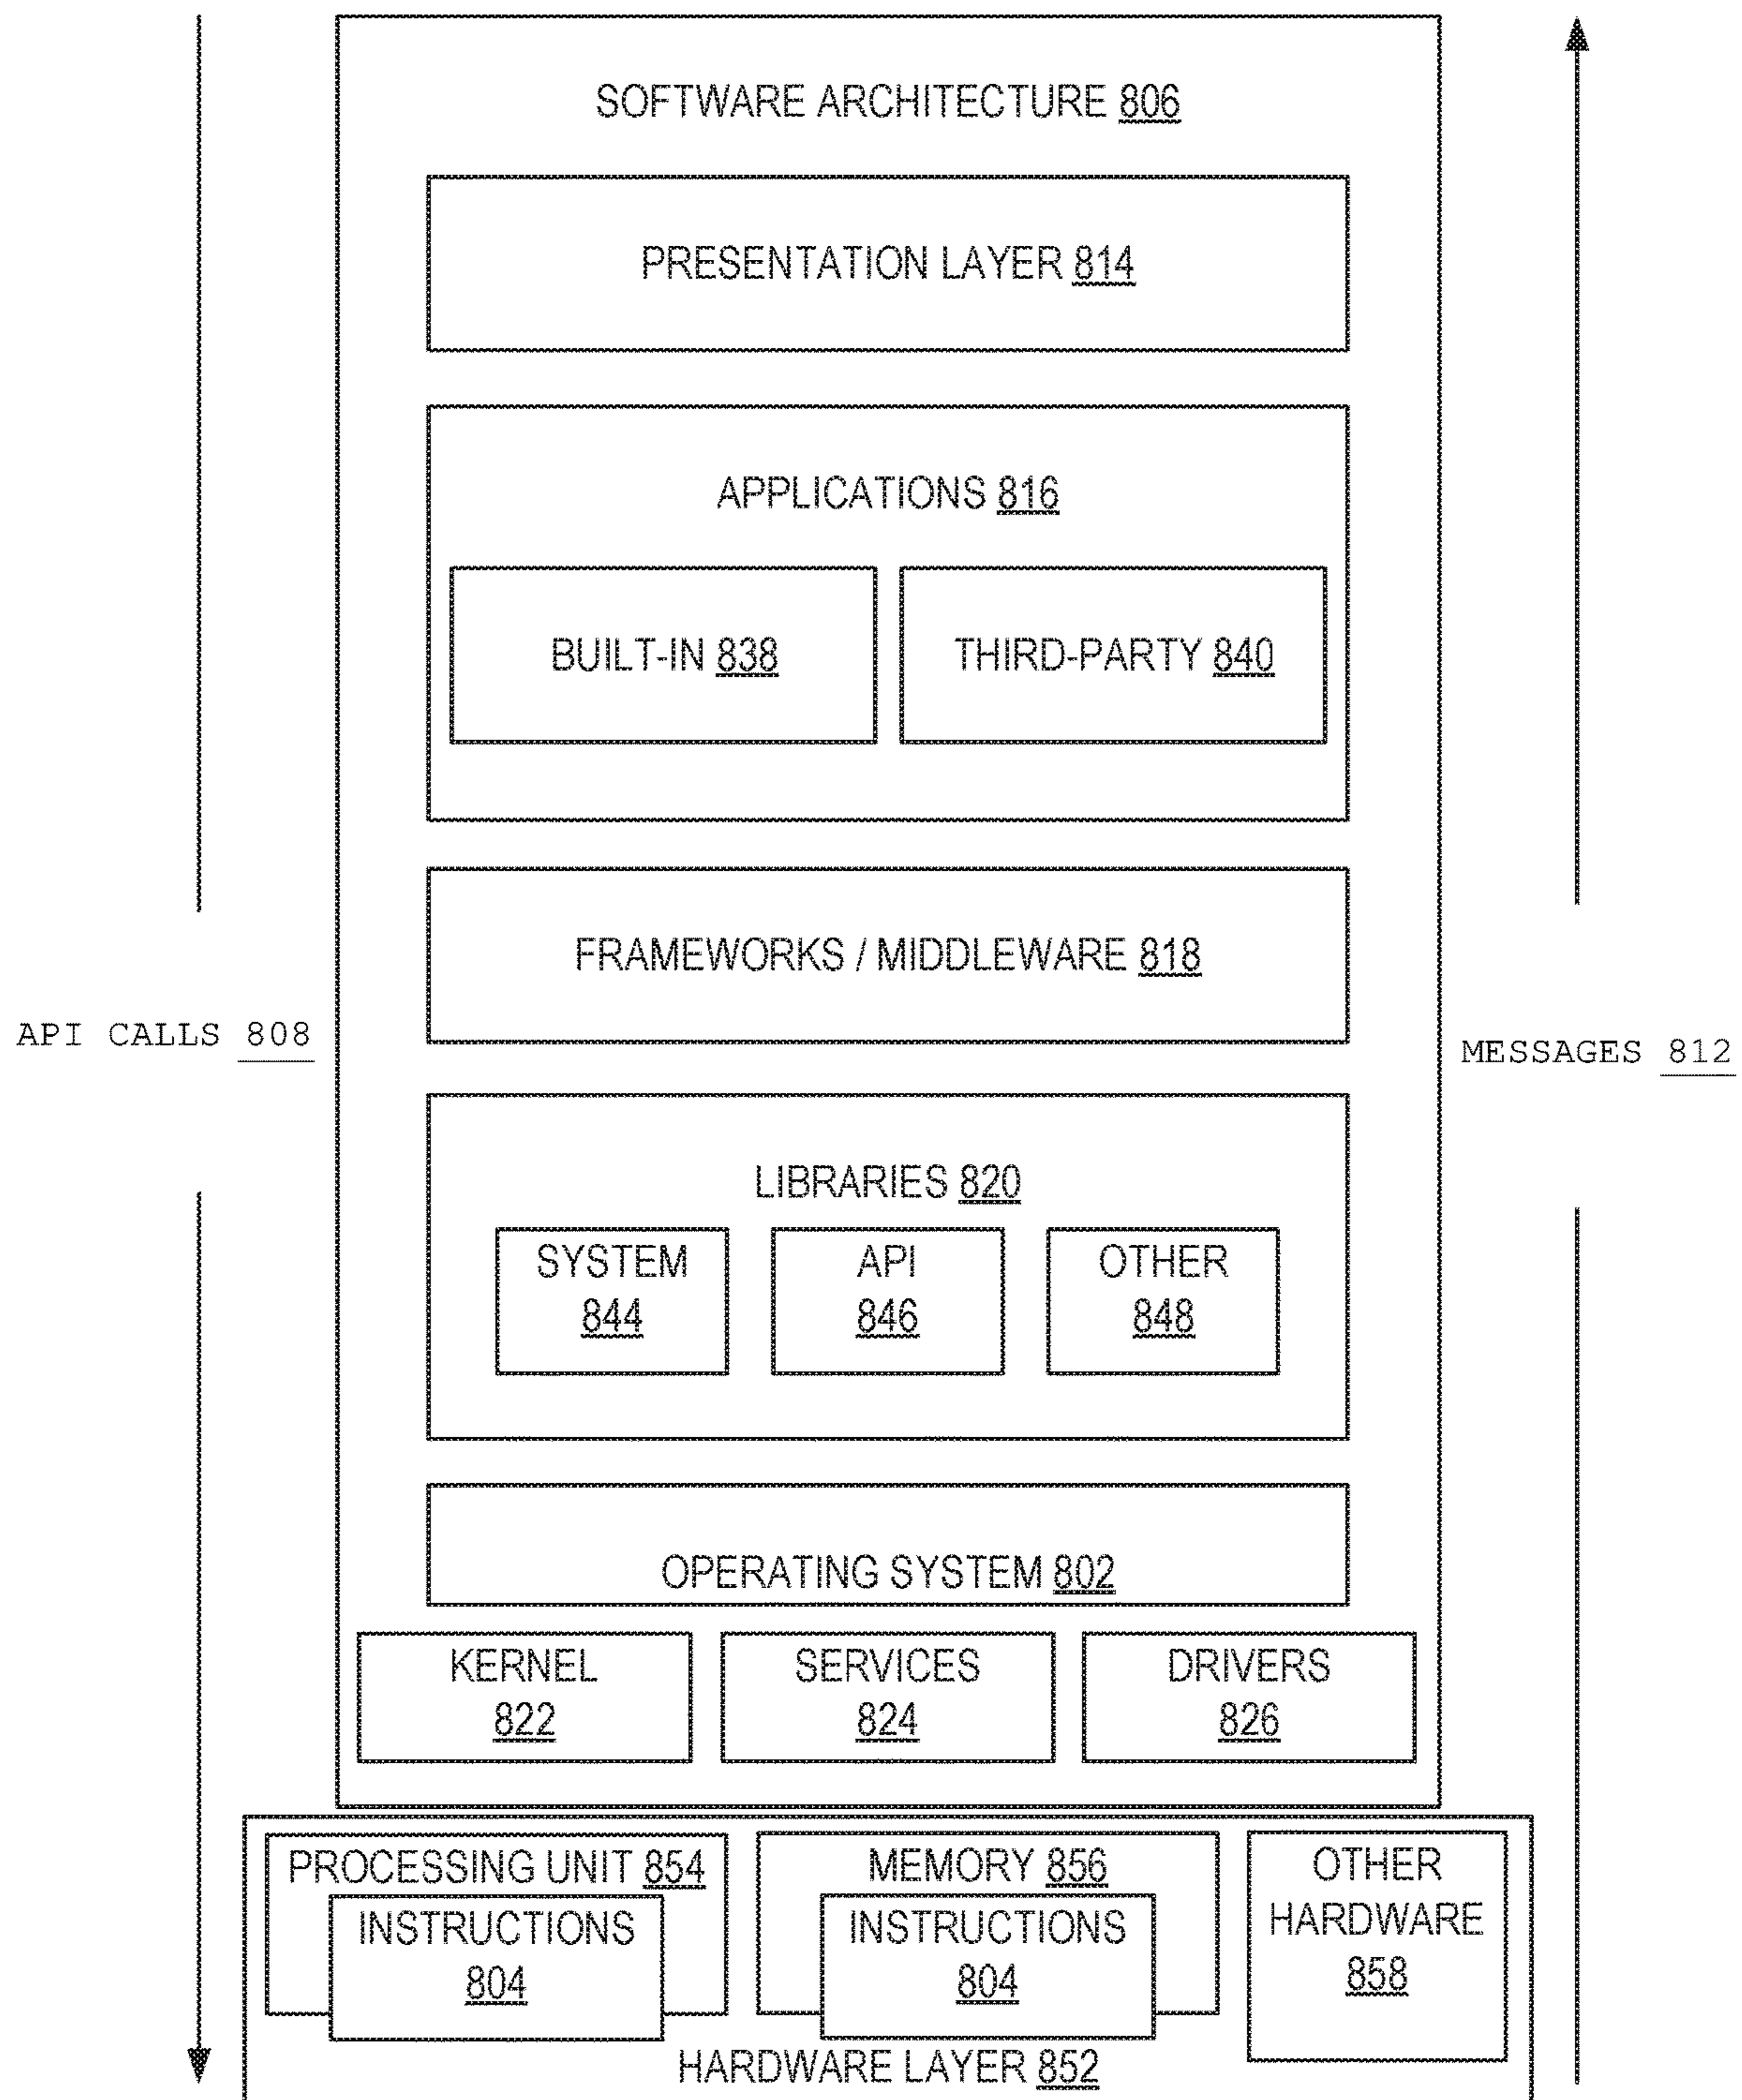 SOFTWARE ARCHITECTURE 806
PRESENTATION LAYER 814
APPLICATIONS 816
BUILT-IN 838
THIRD-PARTY 840
FRAMEWORKS / MIDDLEWARE 818
API CALLS 808
MESSAGES 812
LIBRARIES 820
SYSTEM
844
API
846
OTHER
848
OPERATING SYSTEM 802
KERNEL
822
SERVICES
824
DRIVERS
826
PROCESSING UNIT 854
INSTRUCTIONS
804
MEMORY 856
INSTRUCTIONS
804
OTHER
HARDWARE
858
HARDWARE LAYER 852